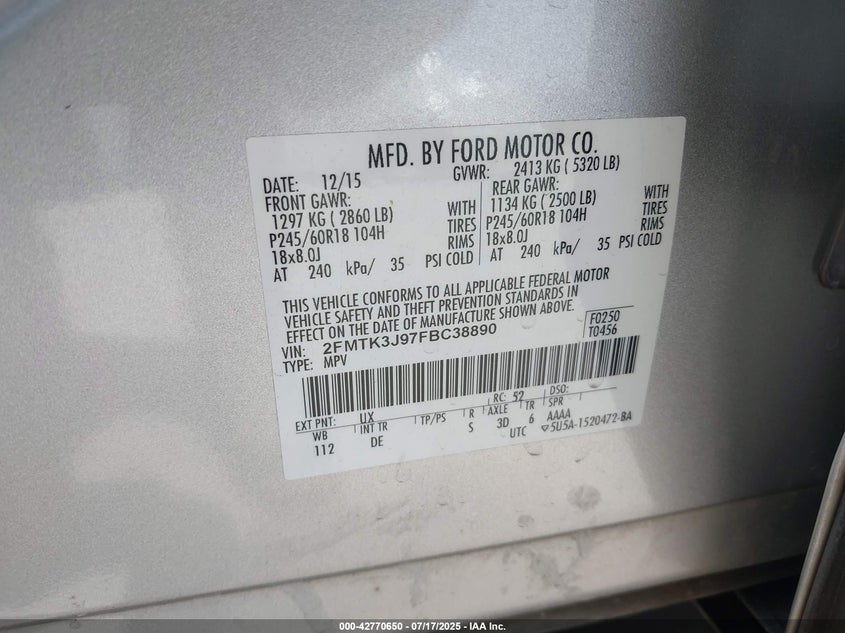 MFD. BY FORD MOTOR CO.
DATE: 12/15 GVWR: 2413 KG ( 5320 LB)
FRONT GAWR: REAR GAWR:
1297 KG ( 2860 LB) WITH 1134 KG ( 2500 LB) WITH
P245/60R18 104H TIRES P245/60R18 104H TIRES
18x8.0J RIMS 18x8.0J RIMS
AT 240 kPa/ 35 PSI COLD AT 240 kPa/ 35 PSI COLD
THIS VEHICLE CONFORMS TO ALL APPLICABLE FEDERAL MOTOR
VEHICLE SAFETY AND THEFT PREVENTION STANDARDS IN
EFFECT ON THE DATE OF MANUFACTURE SHOWN ABOVE.
VIN: 2FMTK3J97FBC38890 F0250
TYPE: MPV T0456
EXT PNT: UX RC: 52 DSO:
WB INT TR TP/PS R AXLE TR SPR
112 DE S 3D 6 AAAA
UTC ▽5U5A-1520472-BA
000-42770650 - 07/17/2025 - IAA Inc.